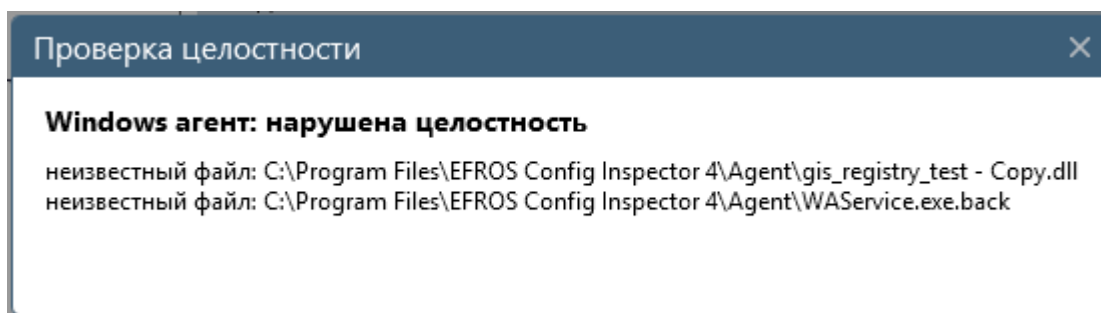 Проверка целостности
Windows агент: нарушена целостность
неизвестный файл: C:\Program Files\EFROS Config Inspector 4\Agent\gis_registry_test - Copy.dll
неизвестный файл: C:\Program Files\EFROS Config Inspector 4\Agent\WAService.exe.back